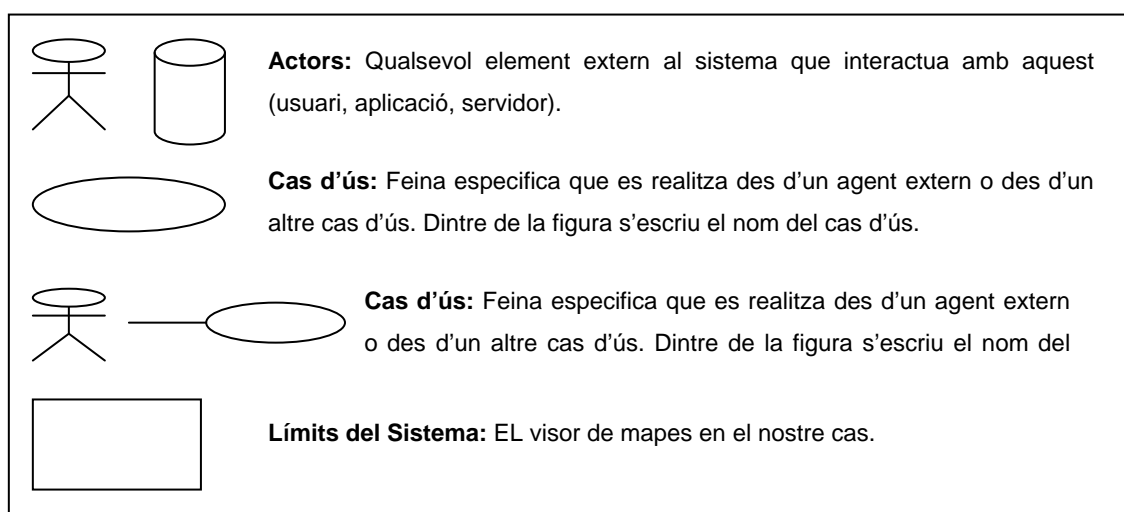 Actors: Qualsevol element extern al sistema que interactua amb aquest
(usuari, aplicació, servidor).
Cas d'ús: Feina especifica que es realitza des d'un agent extern o des d'un
altre cas d'ús. Dintre de la figura s'escriu el nom del cas d'ús.
Cas d'ús: Feina especifica que es realitza des d'un agent extern
o des d'un altre cas d'ús. Dintre de la figura s'escriu el nom del
Límits del Sistema: EL visor de mapes en el nostre cas.